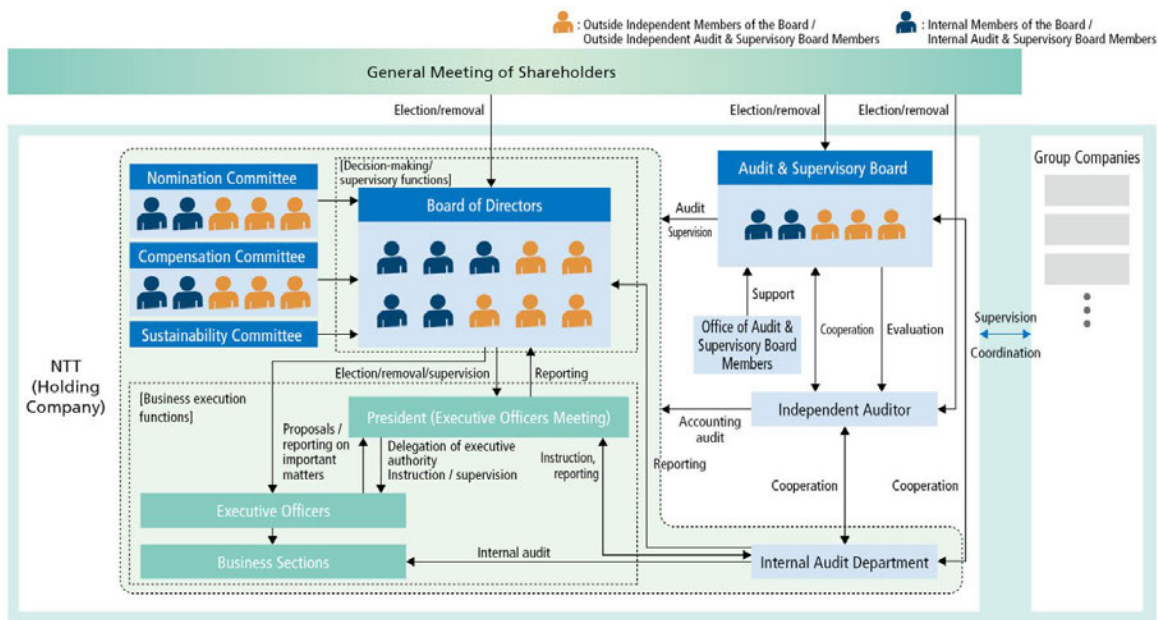 : Outside Independent Members of the Board /
Outside Independent Audit & Supervisory Board Members
: Internal Members of the Board /
Internal Audit & Supervisory Board Members
General Meeting of Shareholders
Election/removal
Election/removal
Election/removal
NTT
(Holding
Company)
Nomination Committee
Compensation Committee
Sustainability Committee
[Decision-making/
supervisory functions]
Board of Directors
Audit
Supervision
Audit & Supervisory Board
Support
Office of Audit &
Supervisory Board
Members
Cooperation
Evaluation
Group Companies
Supervision
Coordination
Election/removal/supervision
Reporting
[Business execution
functions]
President (Executive Officers Meeting)
Proposals /
reporting on
important
matters
Delegation of executive
authority
Instruction / supervision
Instruction,
reporting
Reporting
Accounting
audit
Independent Auditor
Cooperation
Cooperation
Executive Officers
Business Sections
Internal audit
Internal Audit Department